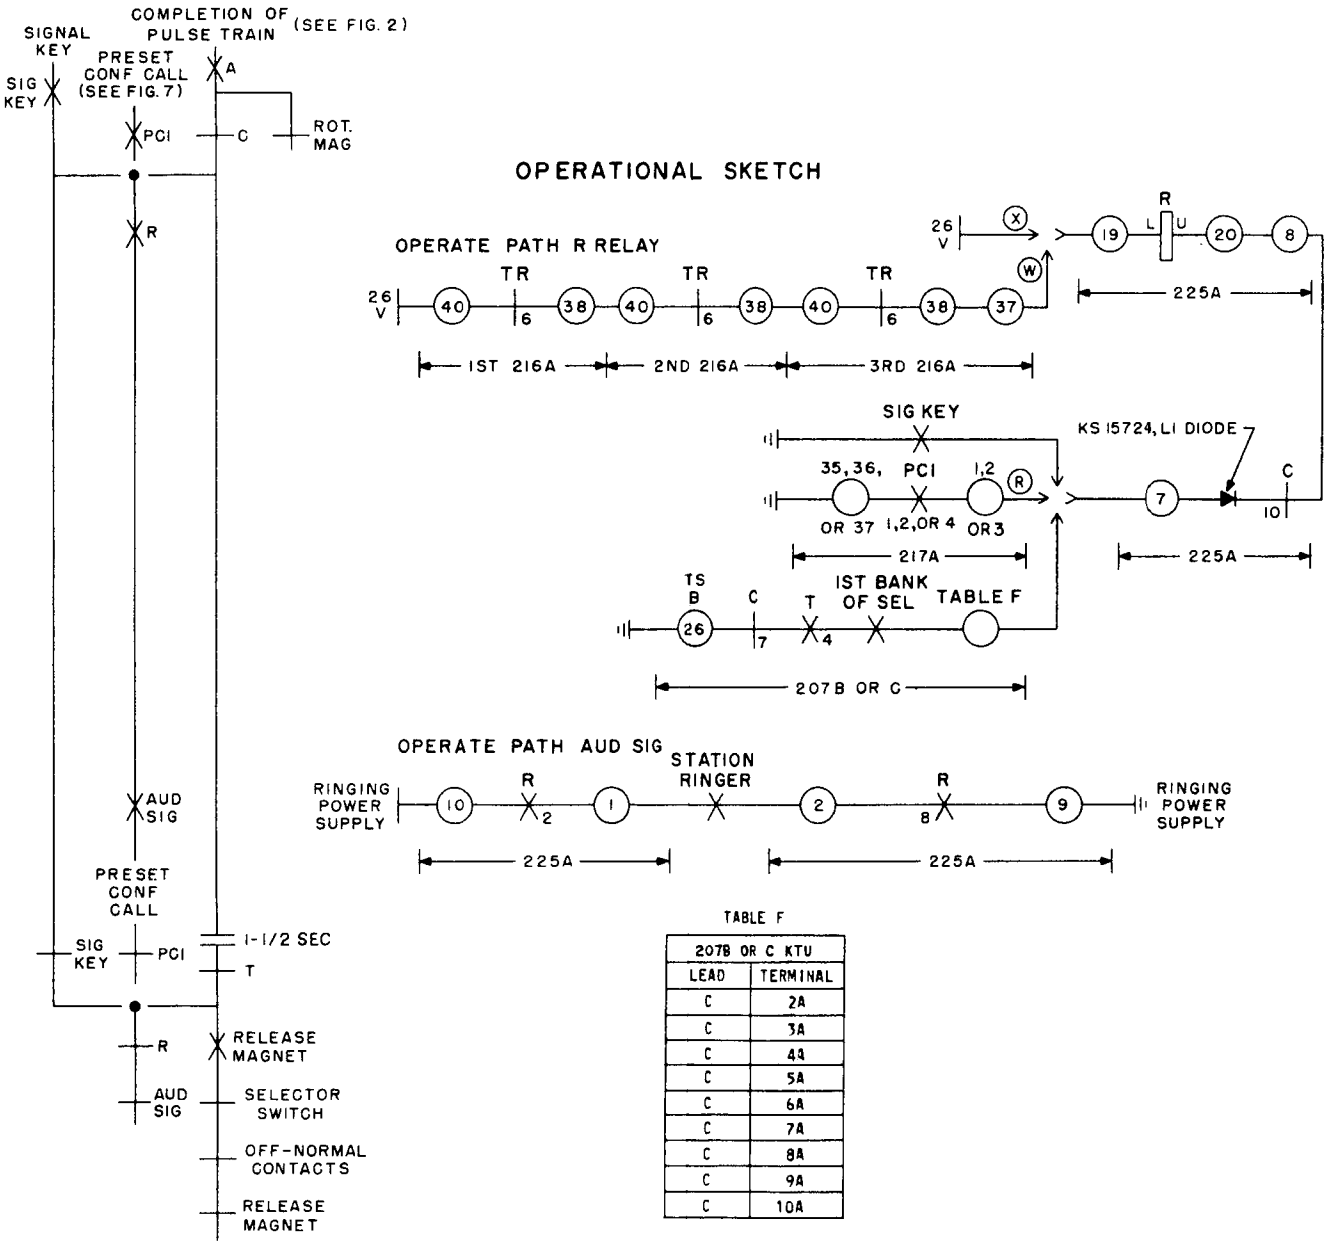 COMPLETION OF
PULSE TRAIN (SEE FIG. 2)
SIGNAL
KEY
PRESET
CONF CALL
(SEE FIG. 7)
A
SIG
KEY
PCI
C
ROT.
MAG
R
OPERATIONAL SKETCH
OPERATE PATH R RELAY
26
V
40
TR
6
38
40
TR
6
38
40
TR
6
38
37
W
1ST 216A
2ND 216A
3RD 216A
26
V
X
19
L
R
U
20
8
225A
SIG KEY
KS 15724, L1 DIODE
35, 36,
OR 37
PCI
1, 2, OR 4
1, 2
OR 3
R
7
C
10
217A
225A
TS
B
26
C
7
T
4
1ST BANK
OF SEL
TABLE F
207B OR C
OPERATE PATH AUD SIG
RINGING
POWER
SUPPLY
10
R
2
1
STATION
RINGER
2
R
8
9
RINGING
POWER
SUPPLY
225A
225A
AUD
SIG
PRESET
CONF
CALL
SIG
KEY
PCI
1-1/2 SEC
T
R
RELEASE
MAGNET
AUD
SIG
SELECTOR
SWITCH
OFF-NORMAL
CONTACTS
RELEASE
MAGNET
TABLE F
207B OR C KTU
LEAD TERMINAL
C 2A
C 3A
C 4A
C 5A
C 6A
C 7A
C 8A
C 9A
C 10A